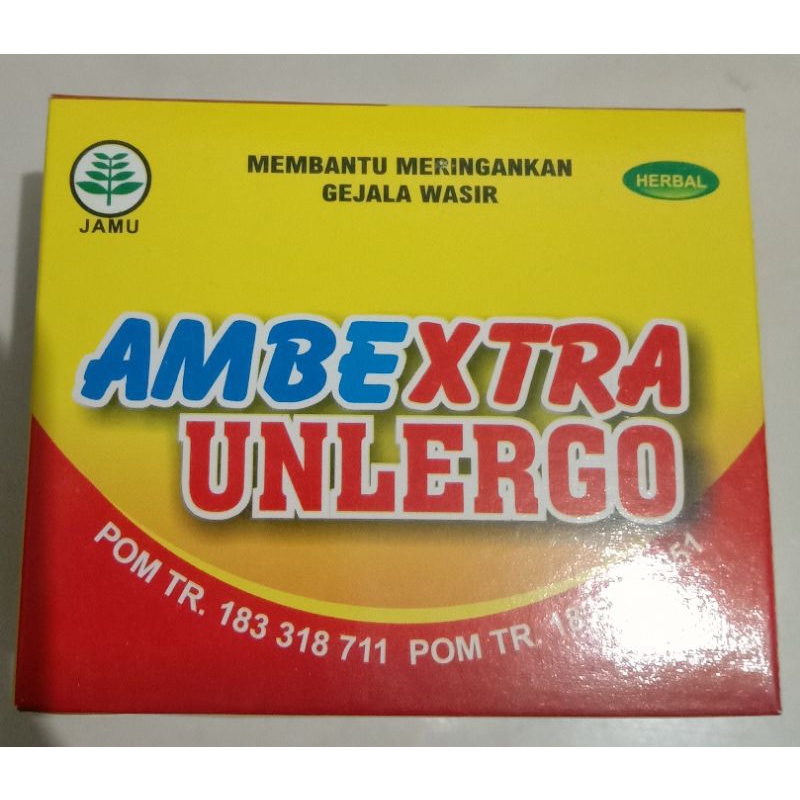 JAMU
MEMBANTU MERINGANKAN
GEJALA WASIR
HERBAL
AMBEXTRA
UNLERGO
POM TR. 183 318 711 POM TR.